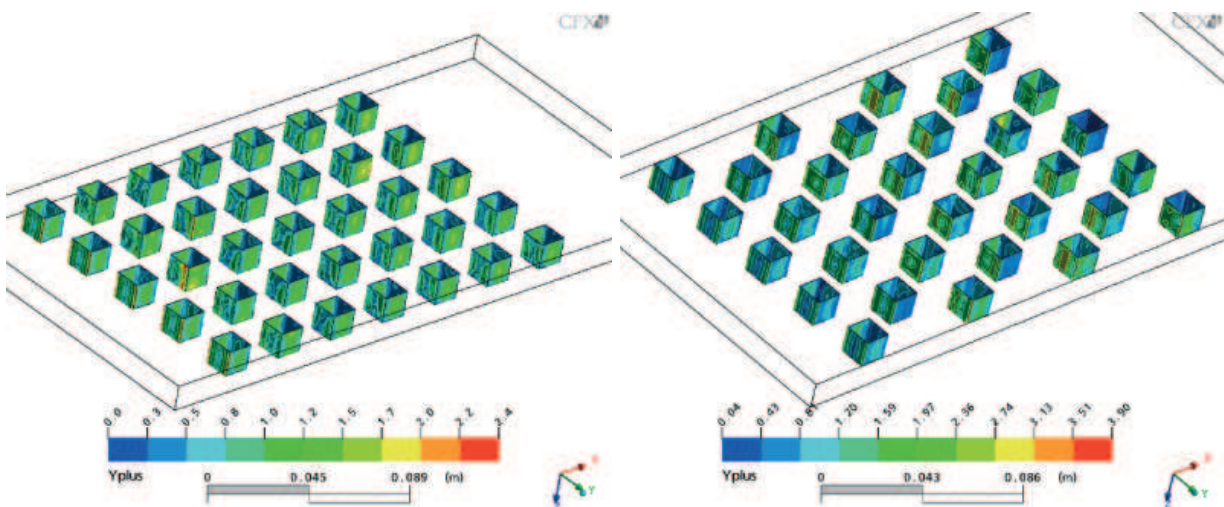 CFX
CFX
0.0 0.3 0.5 0.8 1.0 1.2 1.5 1.7 2.0 2.2 2.4
Yplus
0 0.045 0.089 (m)
X
Y
Z
0.04 0.43 0.81 1.20 1.59 1.97 2.36 2.74 3.13 3.51 3.90
Yplus
0 0.043 0.086 (m)
X
Y
Z